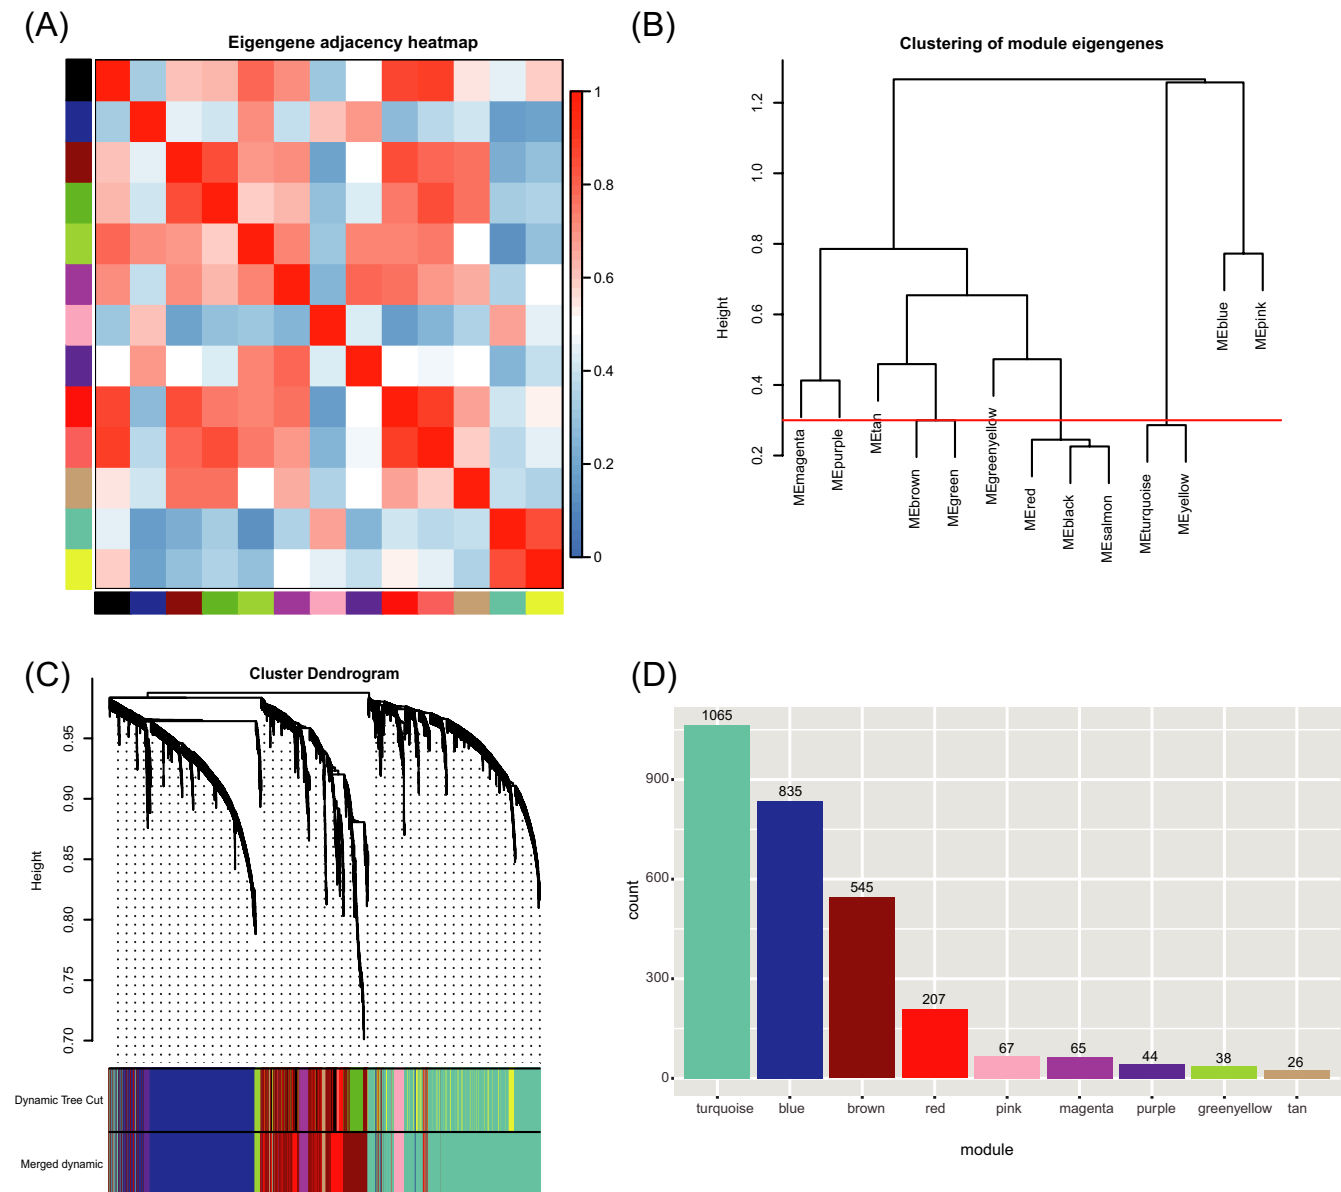 (A)
Eigengene adjacency heatmap
1
0.8
0.6
0.4
0.2
0
(B)
Clustering of module eigengenes
Height
1.2
1.0
0.8
0.6
0.4
0.2
MEmagenta
MEpurple
MEtan
MEbrown
MEgreen
MEgreenyellow
MEred
MEblack
MEsalmon
MEturquoise
MEyellow
MEblue
MEpink
(C)
Cluster Dendrogram
Height
0.95
0.90
0.85
0.80
0.75
0.70
Dynamic Tree Cut
Merged dynamic
(D)
count
900
600
300
0
1065
835
545
207
67
65
44
38
26
turquoise blue brown red pink magenta purple greenyellow tan
module